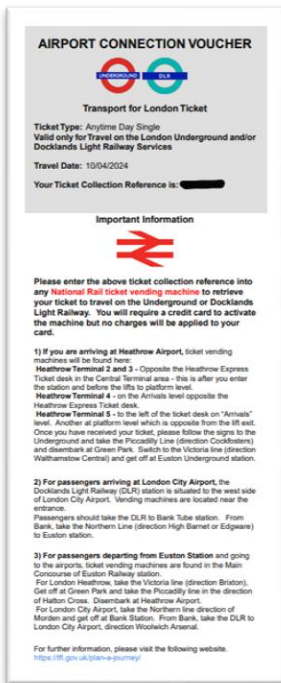 AIRPORT CONNECTION VOUCHER
UNDERGROUND DLR
Transport for London Ticket
Ticket Type: Anytime Day Single
Valid only for Travel on the London Underground and/or
Docklands Light Railway Services
Travel Date: 10/04/2024
Your Ticket Collection Reference is:
Important Information
Please enter the above ticket collection reference into
any National Rail ticket vending machine to retrieve
your ticket to travel on the Underground or Docklands
Light Railway. You will require a credit card to activate
the machine but no charges will be applied to your
card.
1) If you are arriving at Heathrow Airport, ticket vending
machines will be found here:
Heathrow Terminal 2 and 3 - Opposite the Heathrow Express
Ticket desk in the Central Terminal area - this is after you enter
the station and before the lifts to platform level.
Heathrow Terminal 4 - on the Arrivals level opposite the
Heathrow Express Ticket desk.
Heathrow Terminal 5 - to the left of the ticket desk on "Arrivals"
level. Another at platform level which is opposite from the lift exit.
Once you have received your ticket, please follow the signs to the
Underground and take the Piccadilly Line (direction Cockfosters)
and disembark at Green Park. Switch to the Victoria line (direction
Walthamstow Central) and get off at Euston Underground station.
2) For passengers arriving at London City Airport, the
Docklands Light Railway (DLR) station is situated to the west side
of London City Airport. Vending machines are located near the
entrance.
Passengers should take the DLR to Bank Tube station. From
Bank, take the Northern Line (direction High Barnet or Edgware)
to Euston station.
3) For passengers departing from Euston Station and going
to the airports, ticket vending machines are found in the Main
Concourse of Euston Railway station.
For London Heathrow, take the Victoria line (direction Brixton),
Get off at Green Park and take the Piccadilly line in the direction
of Hatton Cross. Disembark at Heathrow Airport.
For London City Airport, take the Northern line direction of
Morden and get off at Bank Station. From Bank, take the DLR to
London City Airport, direction Woolwich Arsenal.
For further information, please visit the following website.
https://tfl.gov.uk/plan-a-journey/